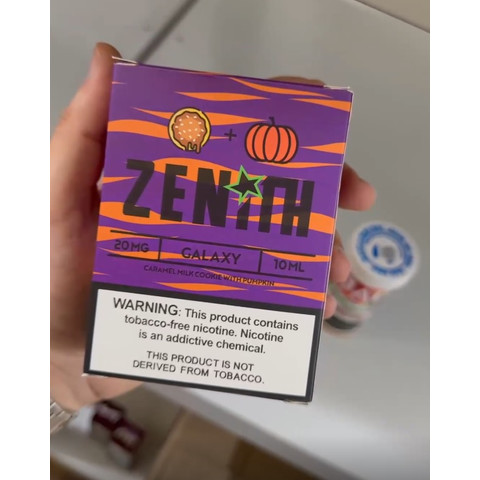 +
ZENITH
20MG GALAXY 10ML
CARAMEL MILK COOKIE WITH PUMPKIN
WARNING: This product contains
tobacco-free nicotine. Nicotine
is an addictive chemical.
THIS PRODUCT IS NOT
DERIVED FROM TOBACCO.